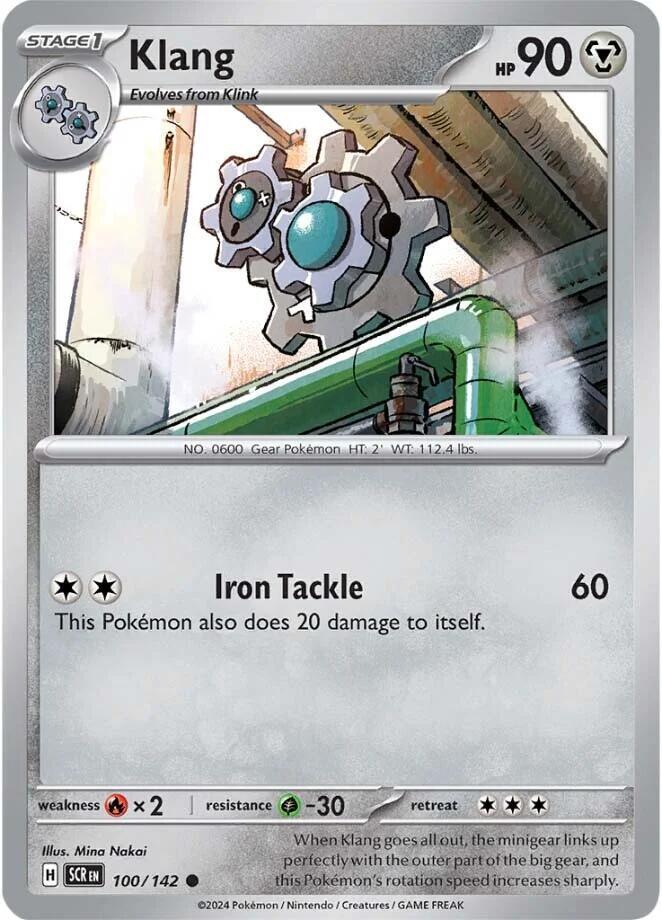 STAGE1
Klang
HP 90
Evolves from Klink
NO. 0600 Gear Pokémon HT: 2' WT: 112.4 lbs.
Iron Tackle 60
This Pokémon also does 20 damage to itself.
weakness ×2 resistance -30 retreat
Illus. Mina Nakai
When Klang goes all out, the minigear links up
perfectly with the outer part of the big gear, and
this Pokémon's rotation speed increases sharply.
H SCR EN 100/142
©2024 Pokémon / Nintendo / Creatures / GAME FREAK